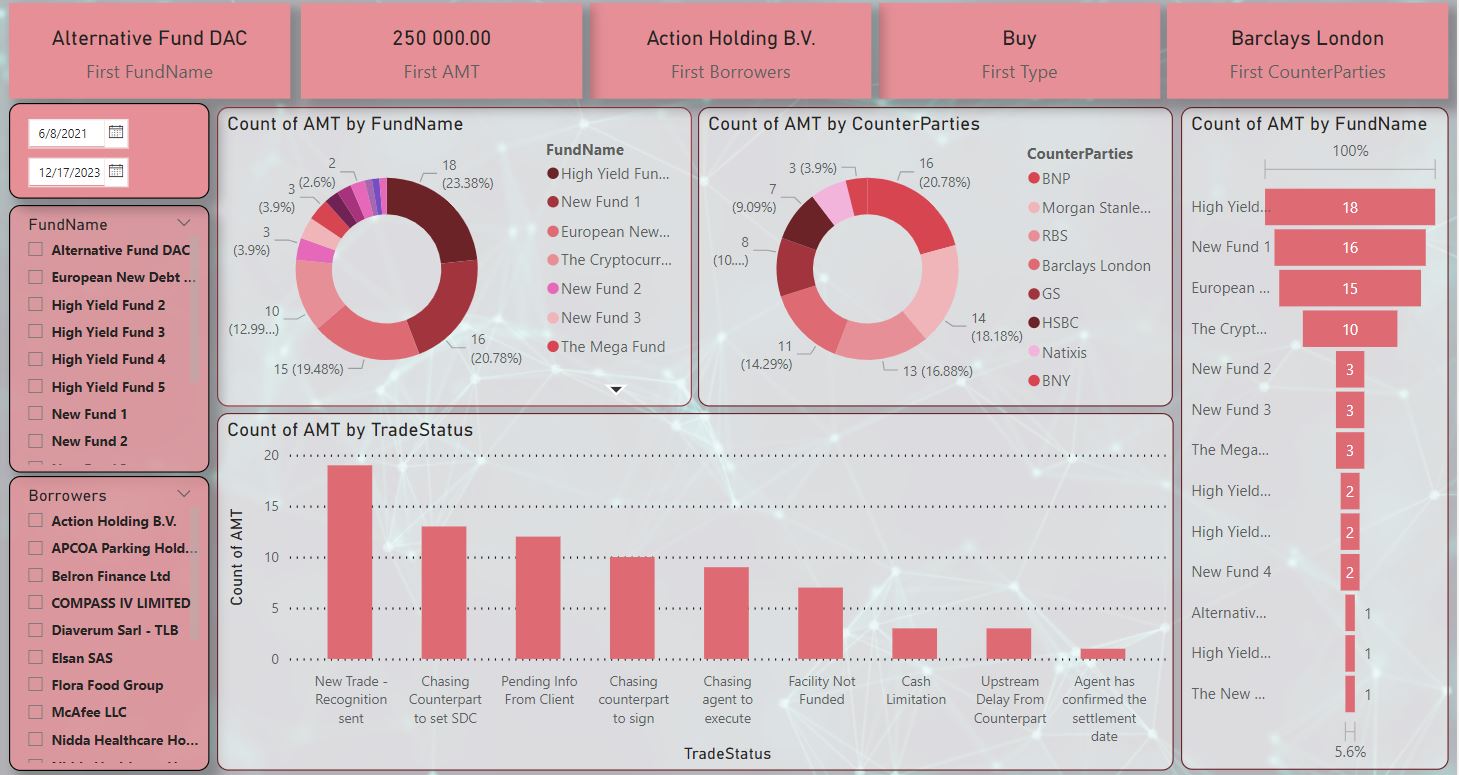 Alternative Fund DAC
First FundName
250 000.00
First AMT
Action Holding B.V.
First Borrowers
Buy
First Type
Barclays London
First CounterParties
6/8/2021
12/17/2023
FundName
Alternative Fund DAC
European New Debt ...
High Yield Fund 2
High Yield Fund 3
High Yield Fund 4
High Yield Fund 5
New Fund 1
New Fund 2
Borrowers
Action Holding B.V.
APCOA Parking Hold...
Belron Finance Ltd
COMPASS IV LIMITED
Diaverum Sarl - TLB
Elsan SAS
Flora Food Group
McAfee LLC
Nidda Healthcare Ho...
Count of AMT by FundName
18
(23.38%)
16
(20.78%)
15 (19.48%)
10
(12.99...)
3
(3.9%)
3
(3.9%)
2
(2.6%)
FundName
High Yield Fun...
New Fund 1
European New...
The Cryptocurr...
New Fund 2
New Fund 3
The Mega Fund
Count of AMT by CounterParties
16
(20.78%)
14
(18.18%)
13 (16.88%)
11
(14.29%)
8
(10....)
7
(9.09%)
3 (3.9%)
CounterParties
BNP
Morgan Stanle...
RBS
Barclays London
GS
HSBC
Natixis
BNY
Count of AMT by TradeStatus
Count of AMT
20
15
10
5
0
New Trade -
Recognition
sent
Chasing
Counterpart
to set SDC
Pending Info
From Client
Chasing
counterpart
to sign
Chasing
agent to
execute
Facility Not
Funded
Cash
Limitation
Upstream
Delay From
Counterpart
Agent has
confirmed the
settlement
date
TradeStatus
Count of AMT by FundName
100%
High Yield... 18
New Fund 1 16
European ... 15
The Crypt... 10
New Fund 2 3
New Fund 3 3
The Mega... 3
High Yield... 2
High Yield... 2
New Fund 4 2
Alternativ... 1
High Yield... 1
The New ... 1
5.6%